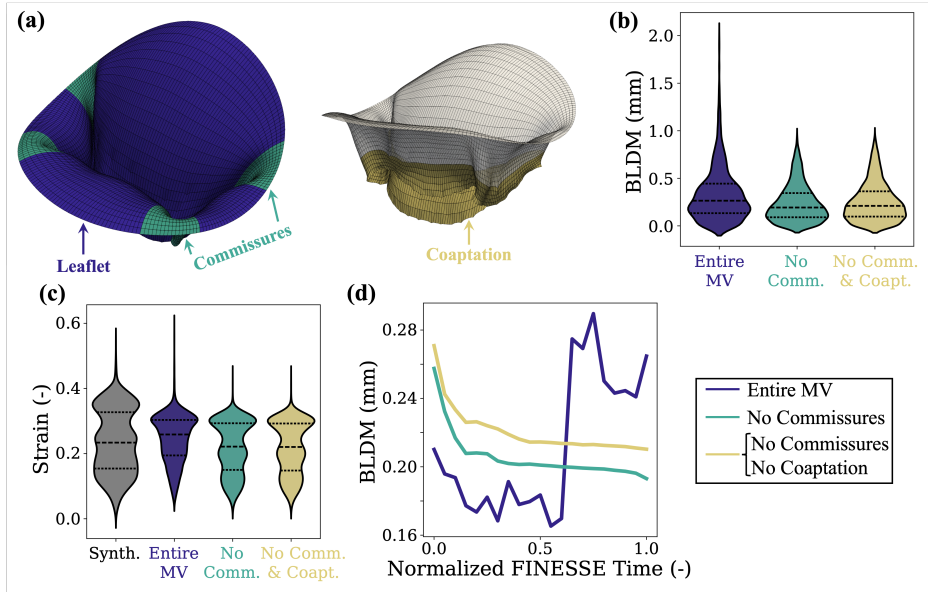 (a)
Leaflet
Commissures
Coaptation
(b)
BLDM (mm)
2.0
1.0
0.5
0.0
Entire
MV
No
Comm.
No Comm.
& Coapt.
(c)
Strain (-)
0.6
0.4
0.2
0.0
Synth.
Entire
MV
No
Comm.
No Comm.
& Coapt.
(d)
BLDM (mm)
0.28
0.24
0.20
0.16
0.0
0.5
1.0
Normalized FINESSE Time (-)
Entire MV
No Commissures
No Commissures
No Coaptation